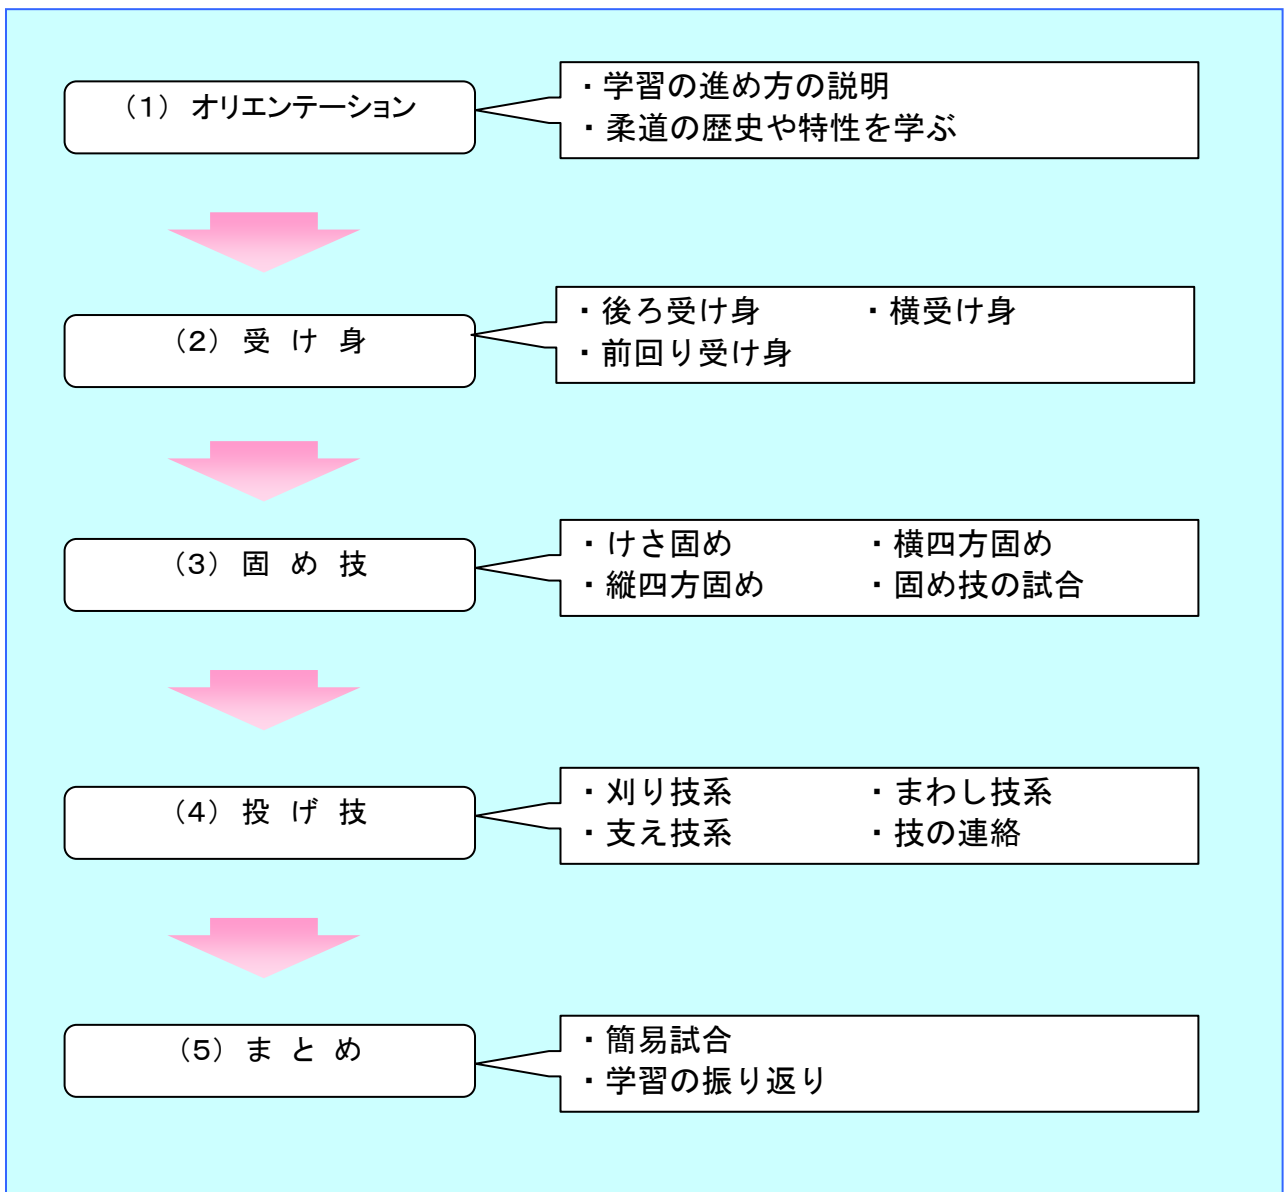 （1）オリエンテーション
・学習の進め方の説明
・柔道の歴史や特性を学ぶ
（2）受 け 身
・後ろ受け身　　　・横受け身
・前回り受け身
（3）固 め 技
・けさ固め　　　　・横四方固め
・縦四方固め　　　・固め技の試合
（4）投 げ 技
・刈り技系　　　　・まわし技系
・支え技系　　　　・技の連絡
（5）ま と め
・簡易試合
・学習の振り返り